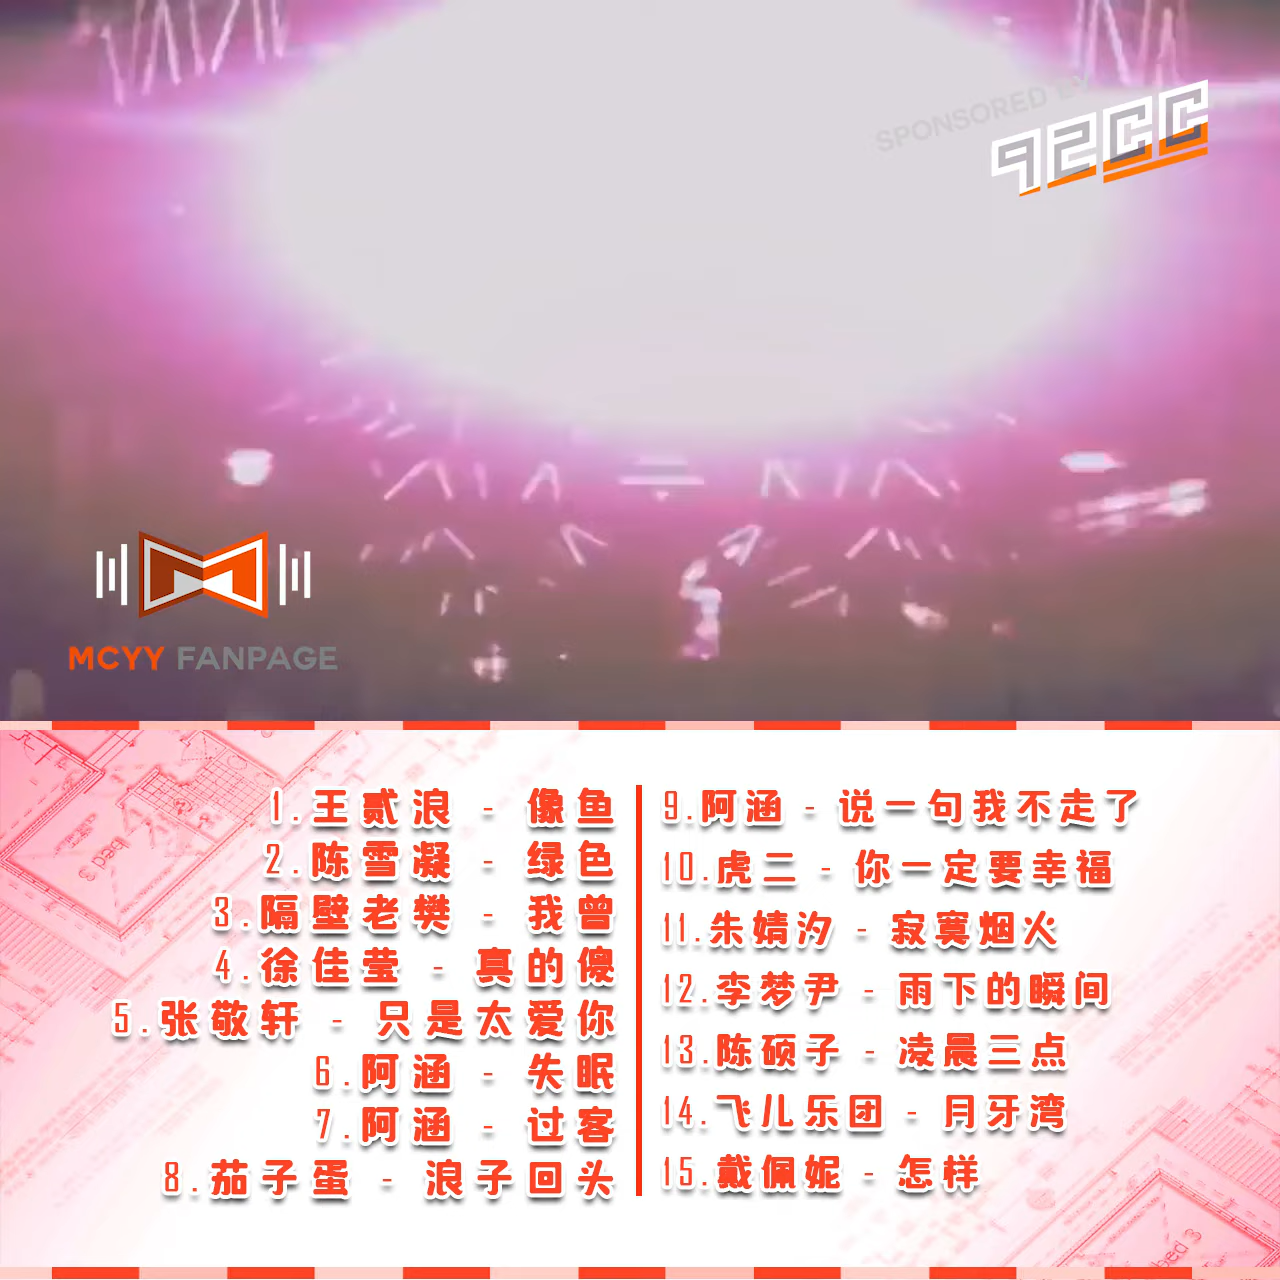 SPONSORED BY
92CC
MCYY FANPAGE
1.王贰浪 - 像鱼
2.陈雪凝 - 绿色
3.隔壁老樊 - 我曾
4.徐佳莹 - 真的傻
5.张敬轩 - 只是太爱你
6.阿涵 - 失眠
7.阿涵 - 过客
8.茄子蛋 - 浪子回头
9.阿涵 - 说一句我不走了
10.虎二 - 你一定要幸福
11.朱婧汐 - 寂寞烟火
12.李梦尹 - 雨下的瞬间
13.陈硕子 - 凌晨三点
14.飞儿乐团 - 月牙湾
15.戴佩妮 - 怎样